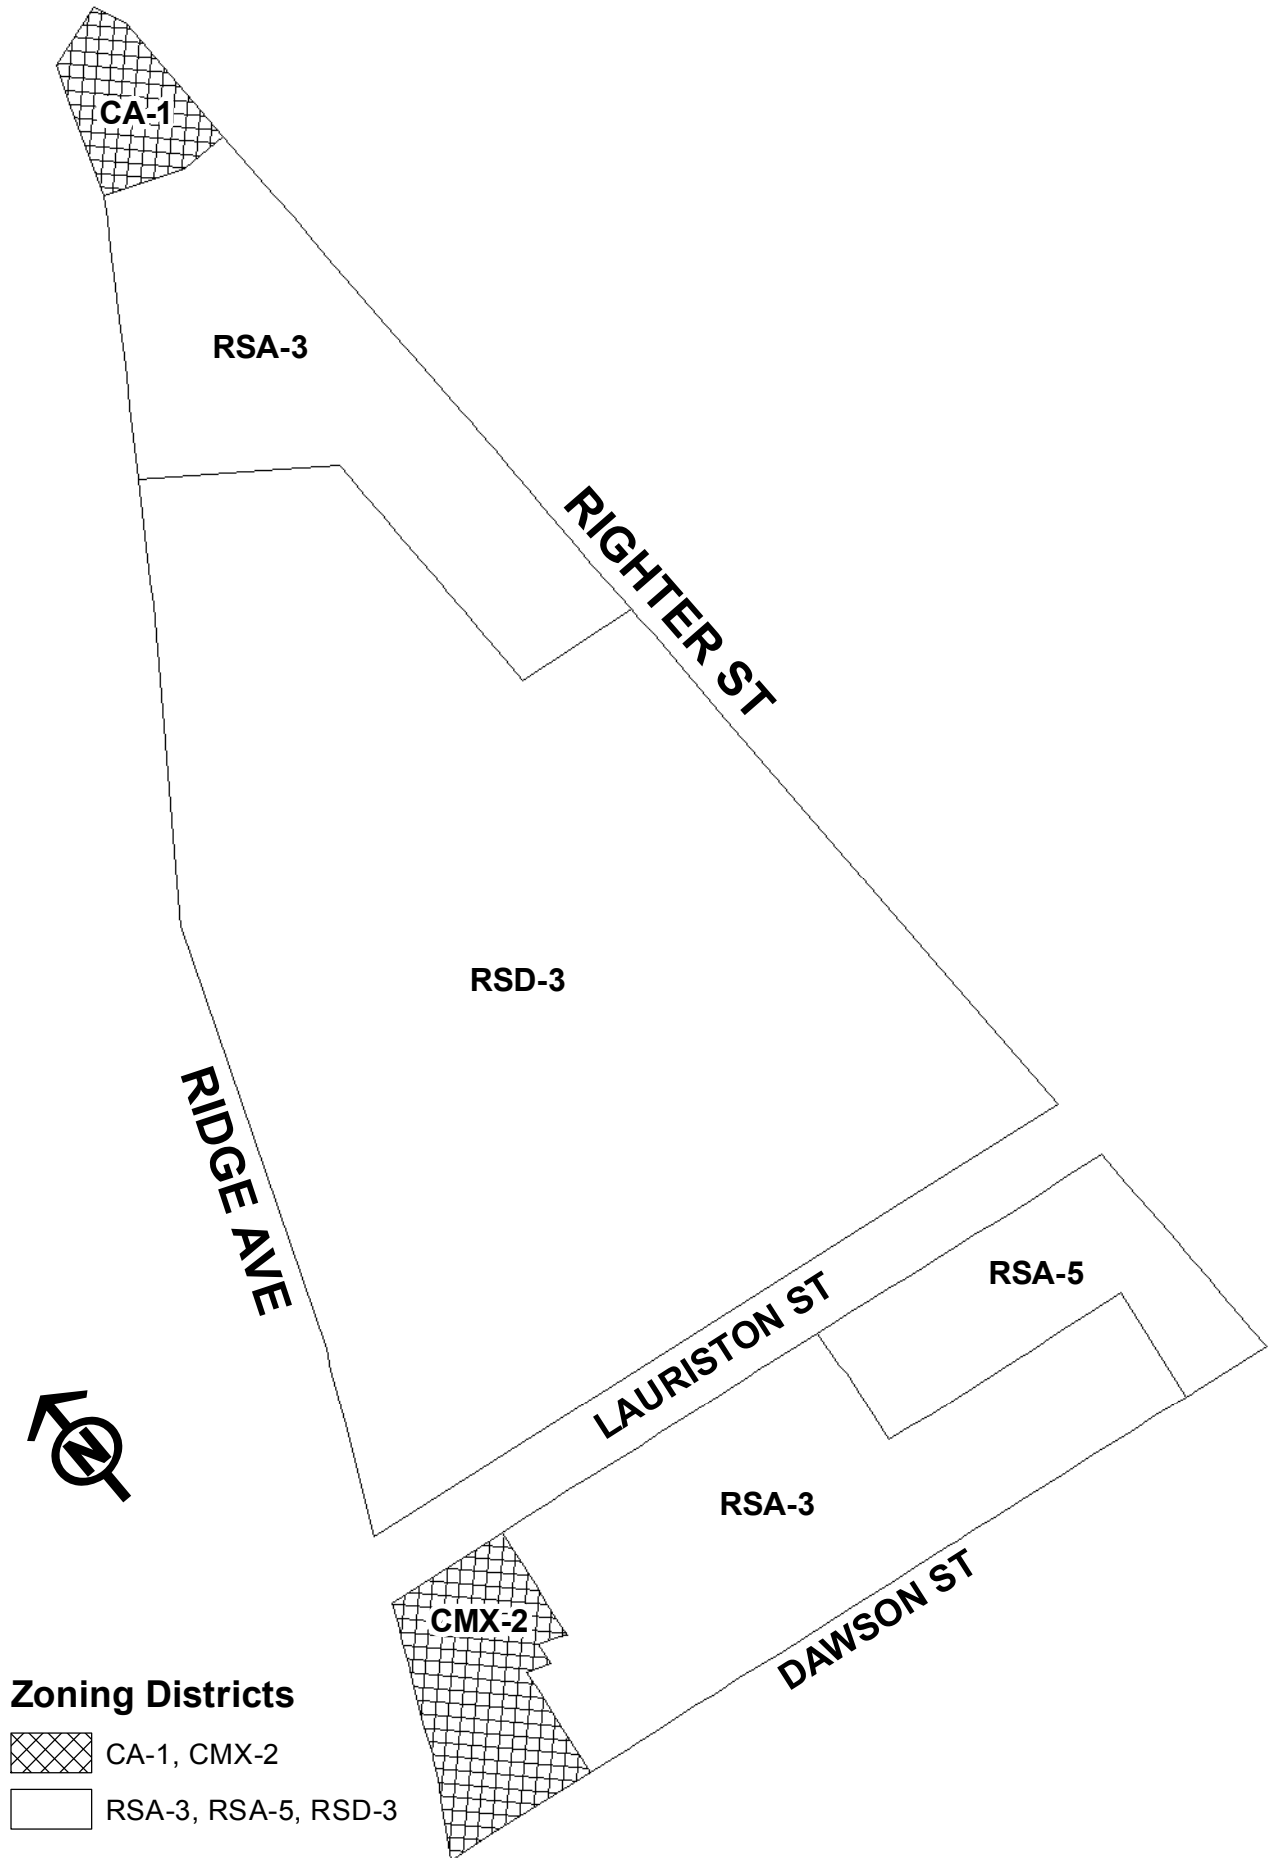 CA-1
RSA-3
RIGHTER ST
RSD-3
RIDGE AVE
RSA-5
LAURISTON ST
N
RSA-3
CMX-2
DAWSON ST
Zoning Districts
CA-1, CMX-2
RSA-3, RSA-5, RSD-3